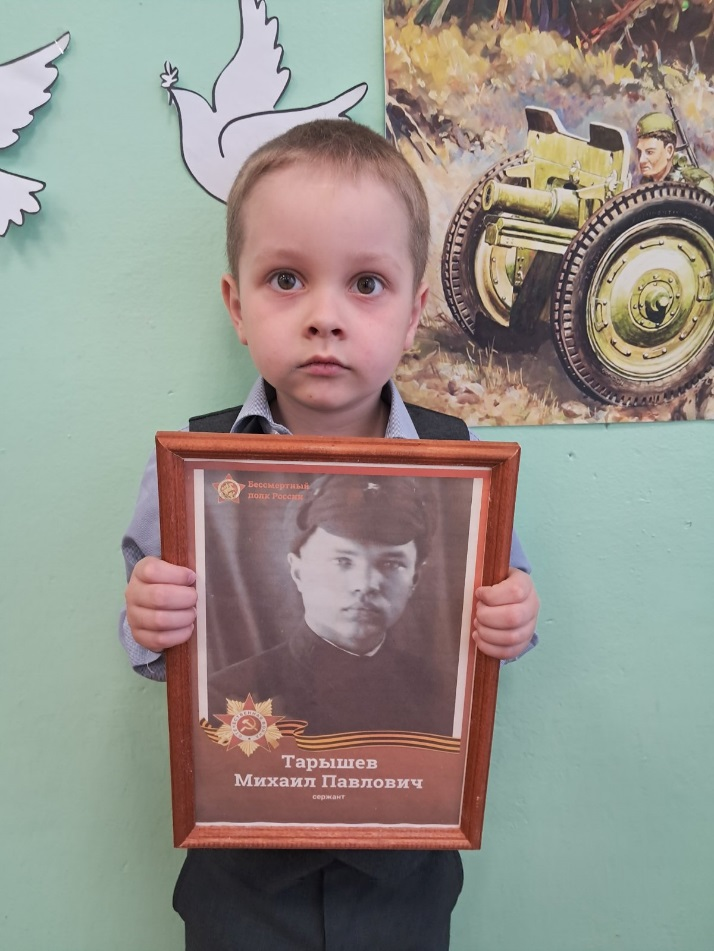 Бессмертный
полк России
Тарышев
Михаил Павлович
сержант